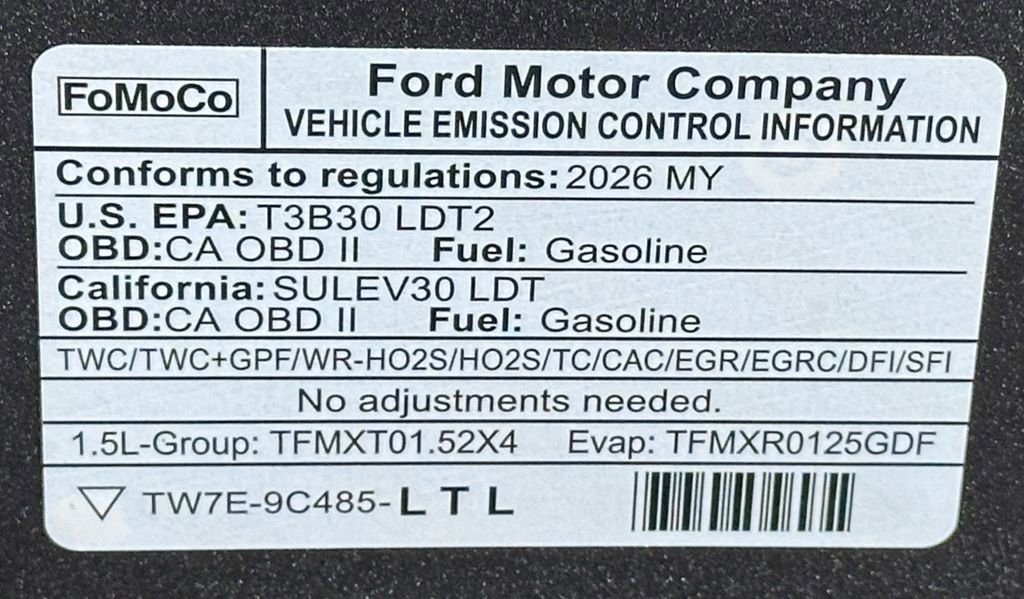 FoMoCo
Ford Motor Company
VEHICLE EMISSION CONTROL INFORMATION
Conforms to regulations: 2026 MY
U.S. EPA: T3B30 LDT2
OBD:CA OBD II Fuel: Gasoline
California: SULEV30 LDT
OBD:CA OBD II Fuel: Gasoline
TWC/TWC+GPF/WR-HO2S/HO2S/TC/CAC/EGR/EGRC/DFI/SFI
No adjustments needed.
1.5L-Group: TFMXT01.52X4 Evap: TFMXR0125GDF
TW7E-9C485-L T L